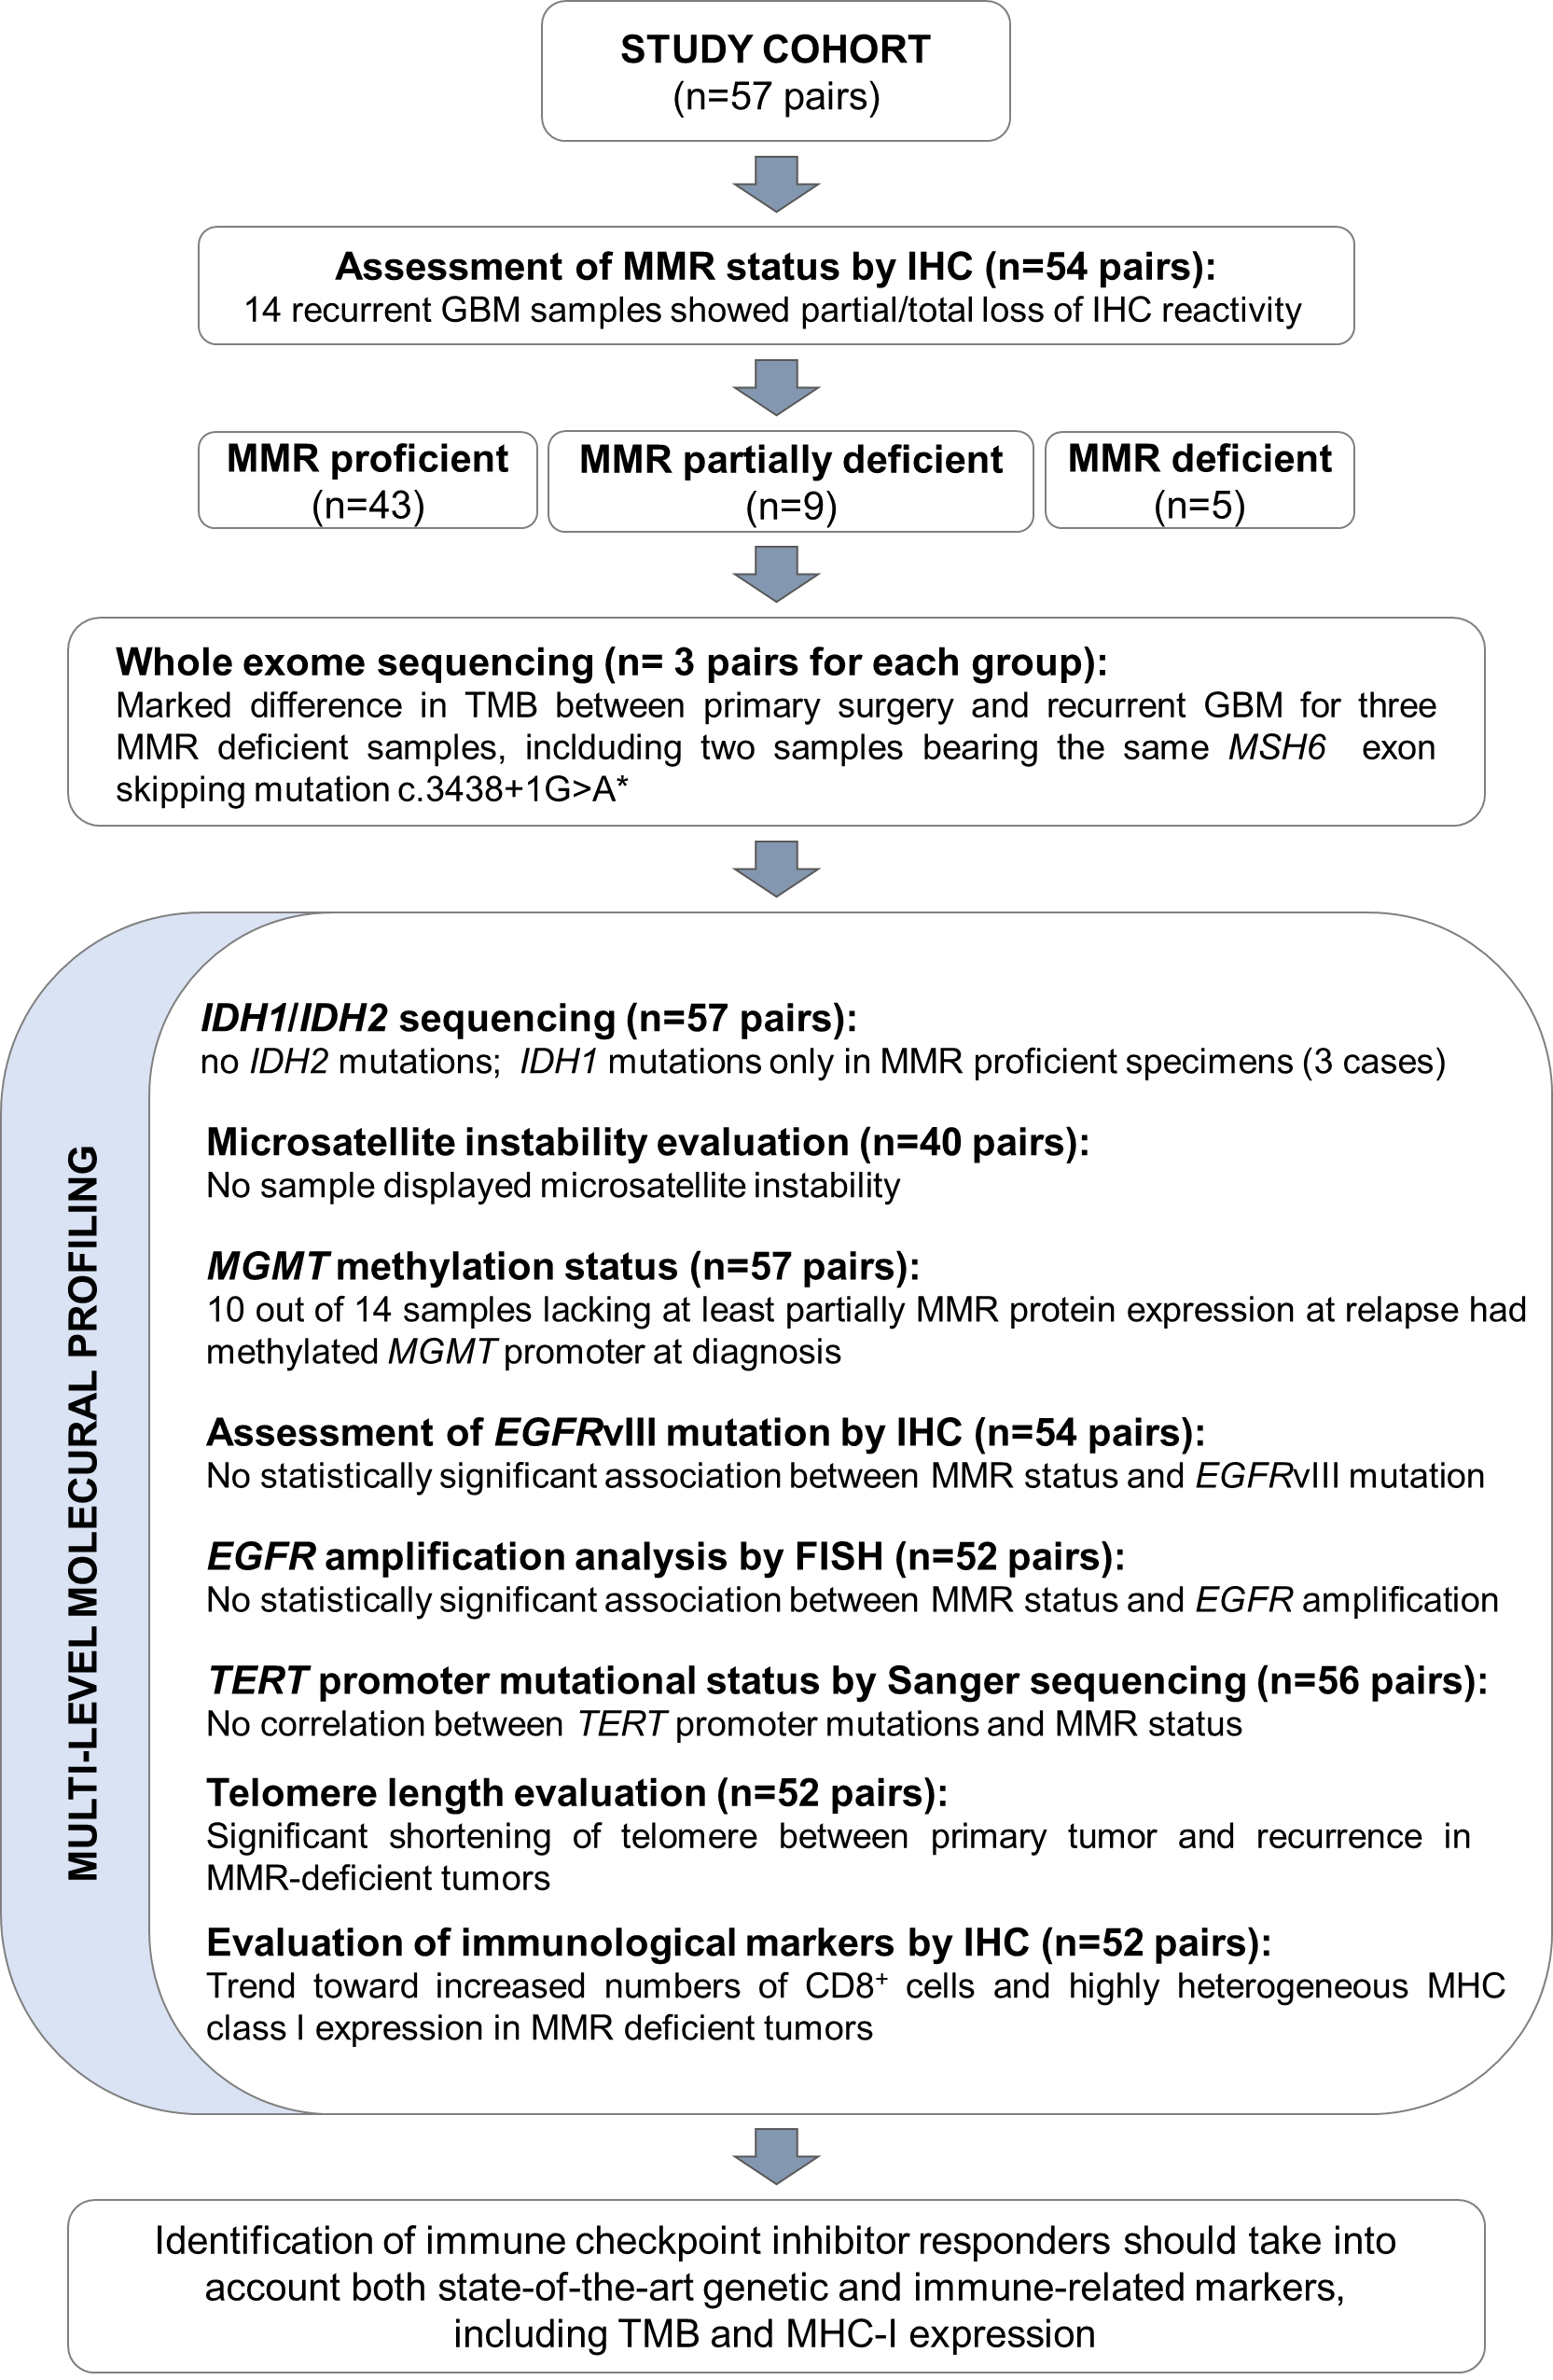 STUDY COHORT
(n=57 pairs)
Assessment of MMR status by IHC (n=54 pairs):
14 recurrent GBM samples showed partial/total loss of IHC reactivity
MMR proficient
(n=43)
MMR partially deficient
(n=9)
MMR deficient
(n=5)
Whole exome sequencing (n= 3 pairs for each group):
Marked difference in TMB between primary surgery and recurrent GBM for three
MMR deficient samples, inclduding two samples bearing the same MSH6 exon
skipping mutation c.3438+1G>A*
MULTI-LEVEL MOLECURAL PROFILING
IDH1/IDH2 sequencing (n=57 pairs):
no IDH2 mutations; IDH1 mutations only in MMR proficient specimens (3 cases)
Microsatellite instability evaluation (n=40 pairs):
No sample displayed microsatellite instability
MGMT methylation status (n=57 pairs):
10 out of 14 samples lacking at least partially MMR protein expression at relapse had
methylated MGMT promoter at diagnosis
Assessment of EGFRvIII mutation by IHC (n=54 pairs):
No statistically significant association between MMR status and EGFRvIII mutation
EGFR amplification analysis by FISH (n=52 pairs):
No statistically significant association between MMR status and EGFR amplification
TERT promoter mutational status by Sanger sequencing (n=56 pairs):
No correlation between TERT promoter mutations and MMR status
Telomere length evaluation (n=52 pairs):
Significant shortening of telomere between primary tumor and recurrence in
MMR-deficient tumors
Evaluation of immunological markers by IHC (n=52 pairs):
Trend toward increased numbers of CD8⁺ cells and highly heterogeneous MHC
class I expression in MMR deficient tumors
Identification of immune checkpoint inhibitor responders should take into
account both state-of-the-art genetic and immune-related markers,
including TMB and MHC-I expression